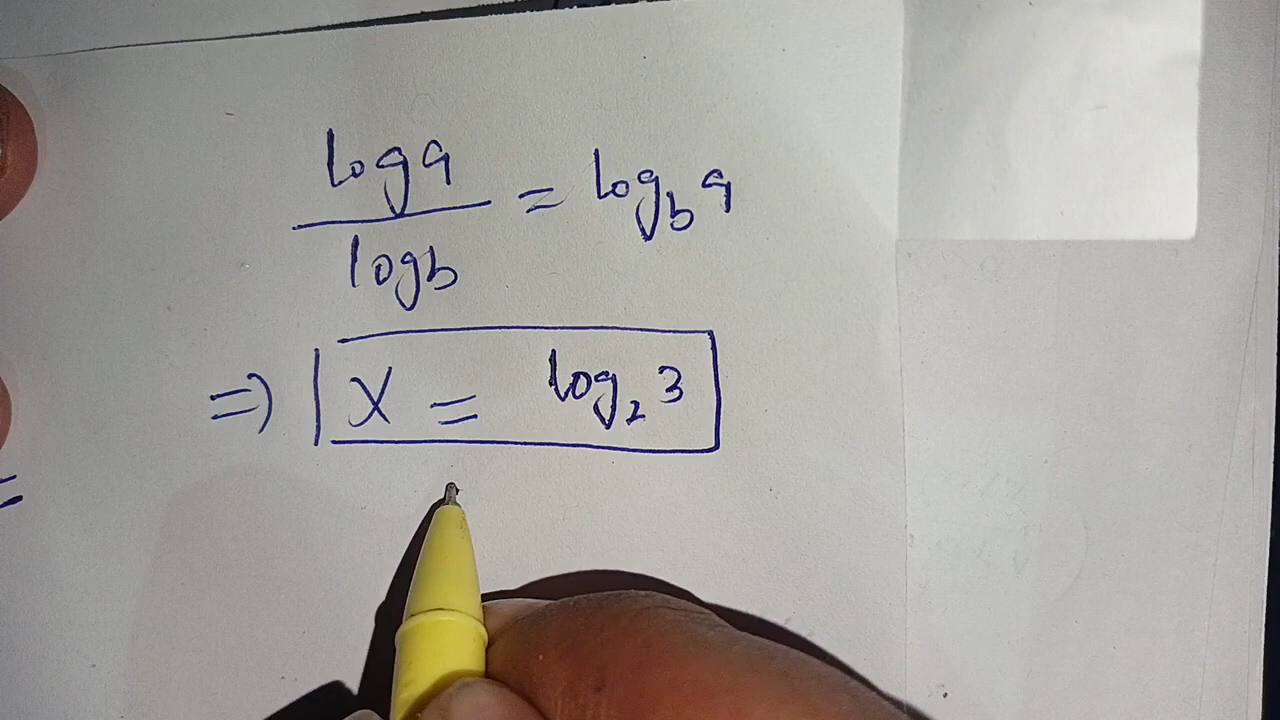 log a
—— = log_b a
log b
=> | x = log_2 3
=